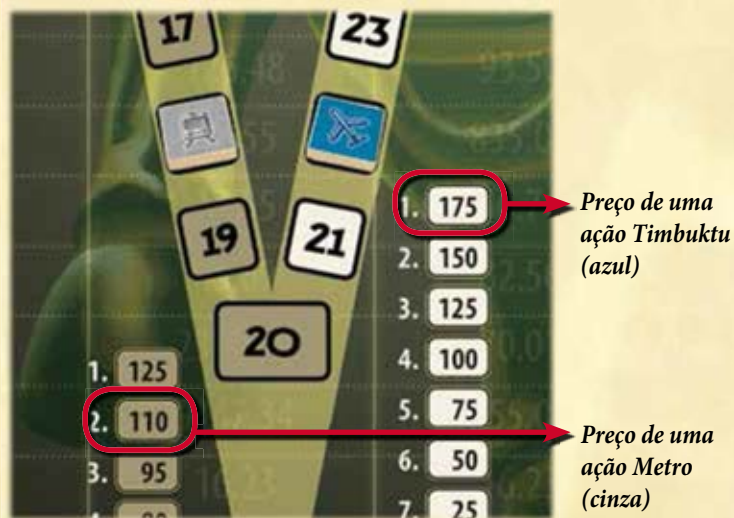 17
23
19
21
20
1. 175
2. 150
3. 125
4. 100
5. 75
6. 50
7. 25
1. 125
2. 110
3. 95
Preço de uma
ação Timbuktu
(azul)
Preço de uma
ação Metro
(cinza)